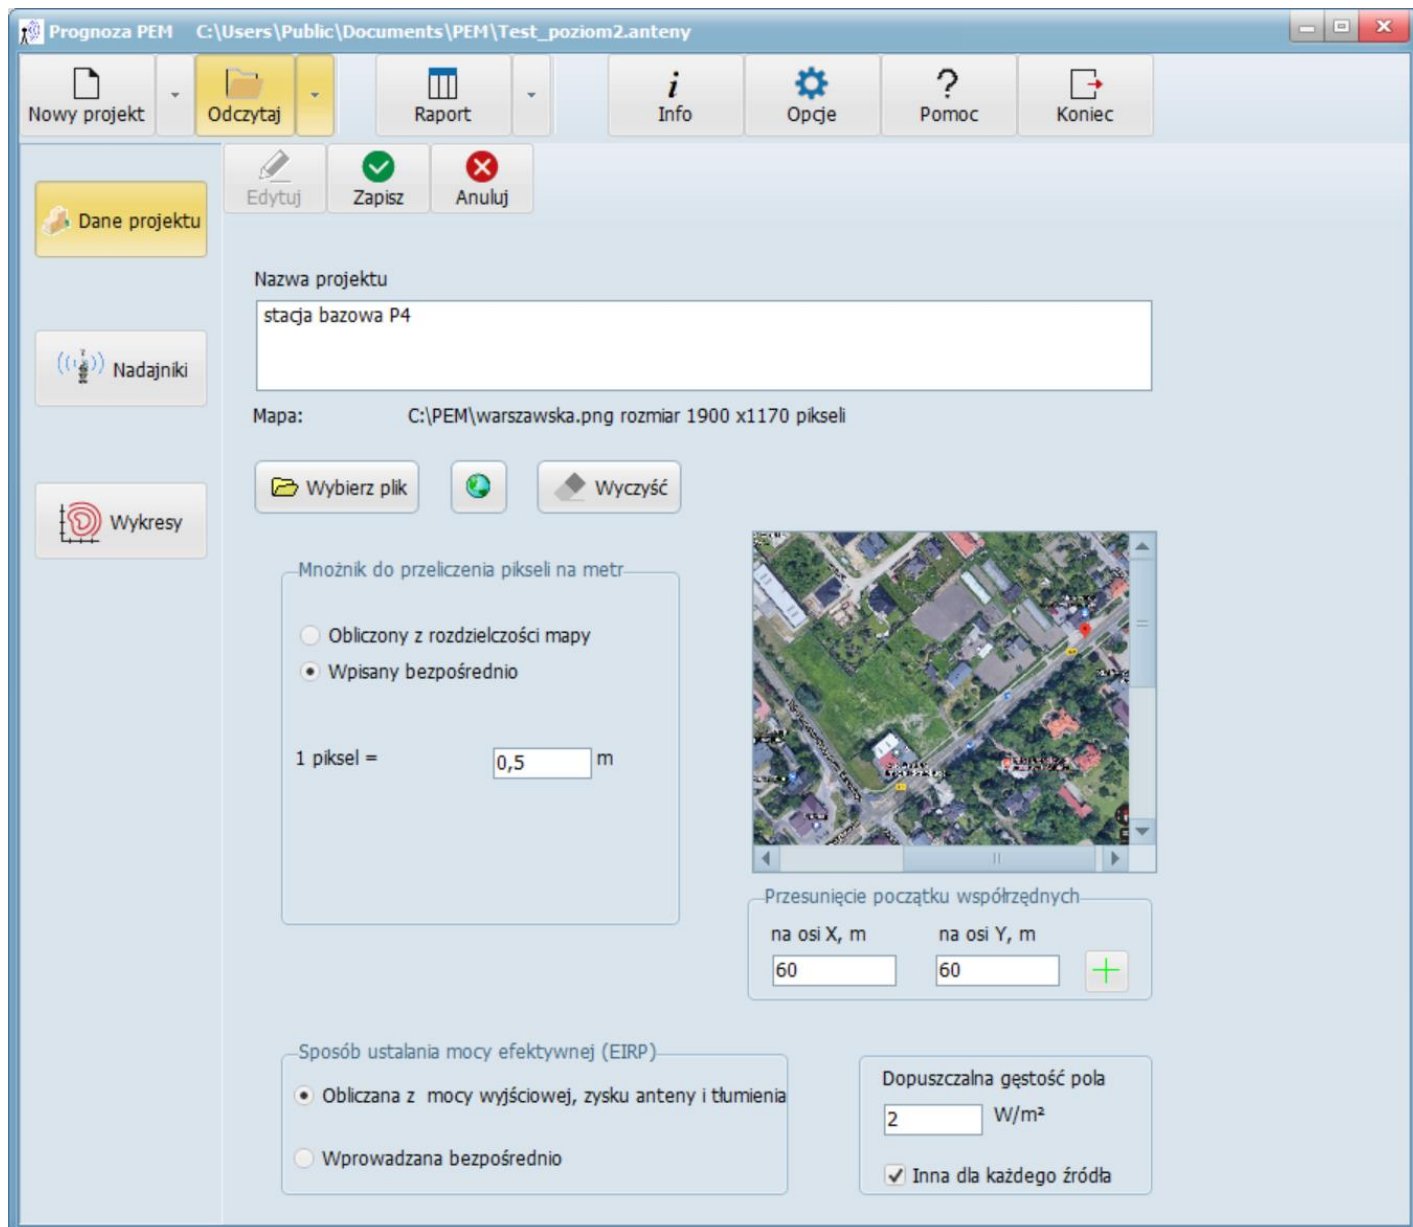 Prognoza PEM C:\Users\Public\Documents\PEM\Test_poziom2.anteny
Nowy projekt
Odczytaj
Raport
Info
Opcje
Pomoc
Koniec
Edytuj
Zapisz
Anuluj
Dane projektu
Nadajniki
Wykresy
Nazwa projektu
stacja bazowa P4
Mapa: C:\PEM\warszawska.png rozmiar 1900 x1170 pikseli
Wybierz plik
Wyczyść
Mnożnik do przeliczenia pikseli na metr
Obliczony z rozdzielczości mapy
Wpisany bezpośrednio
1 piksel = 0,5 m
Przesunięcie początku współrzędnych
na osi X, m na osi Y, m
60 60
Sposób ustalania mocy efektywnej (EIRP)
Obliczana z mocy wyjściowej, zysku anteny i tłumienia
Wprowadzana bezpośrednio
Dopuszczalna gęstość pola
2 W/m²
Inna dla każdego źródła